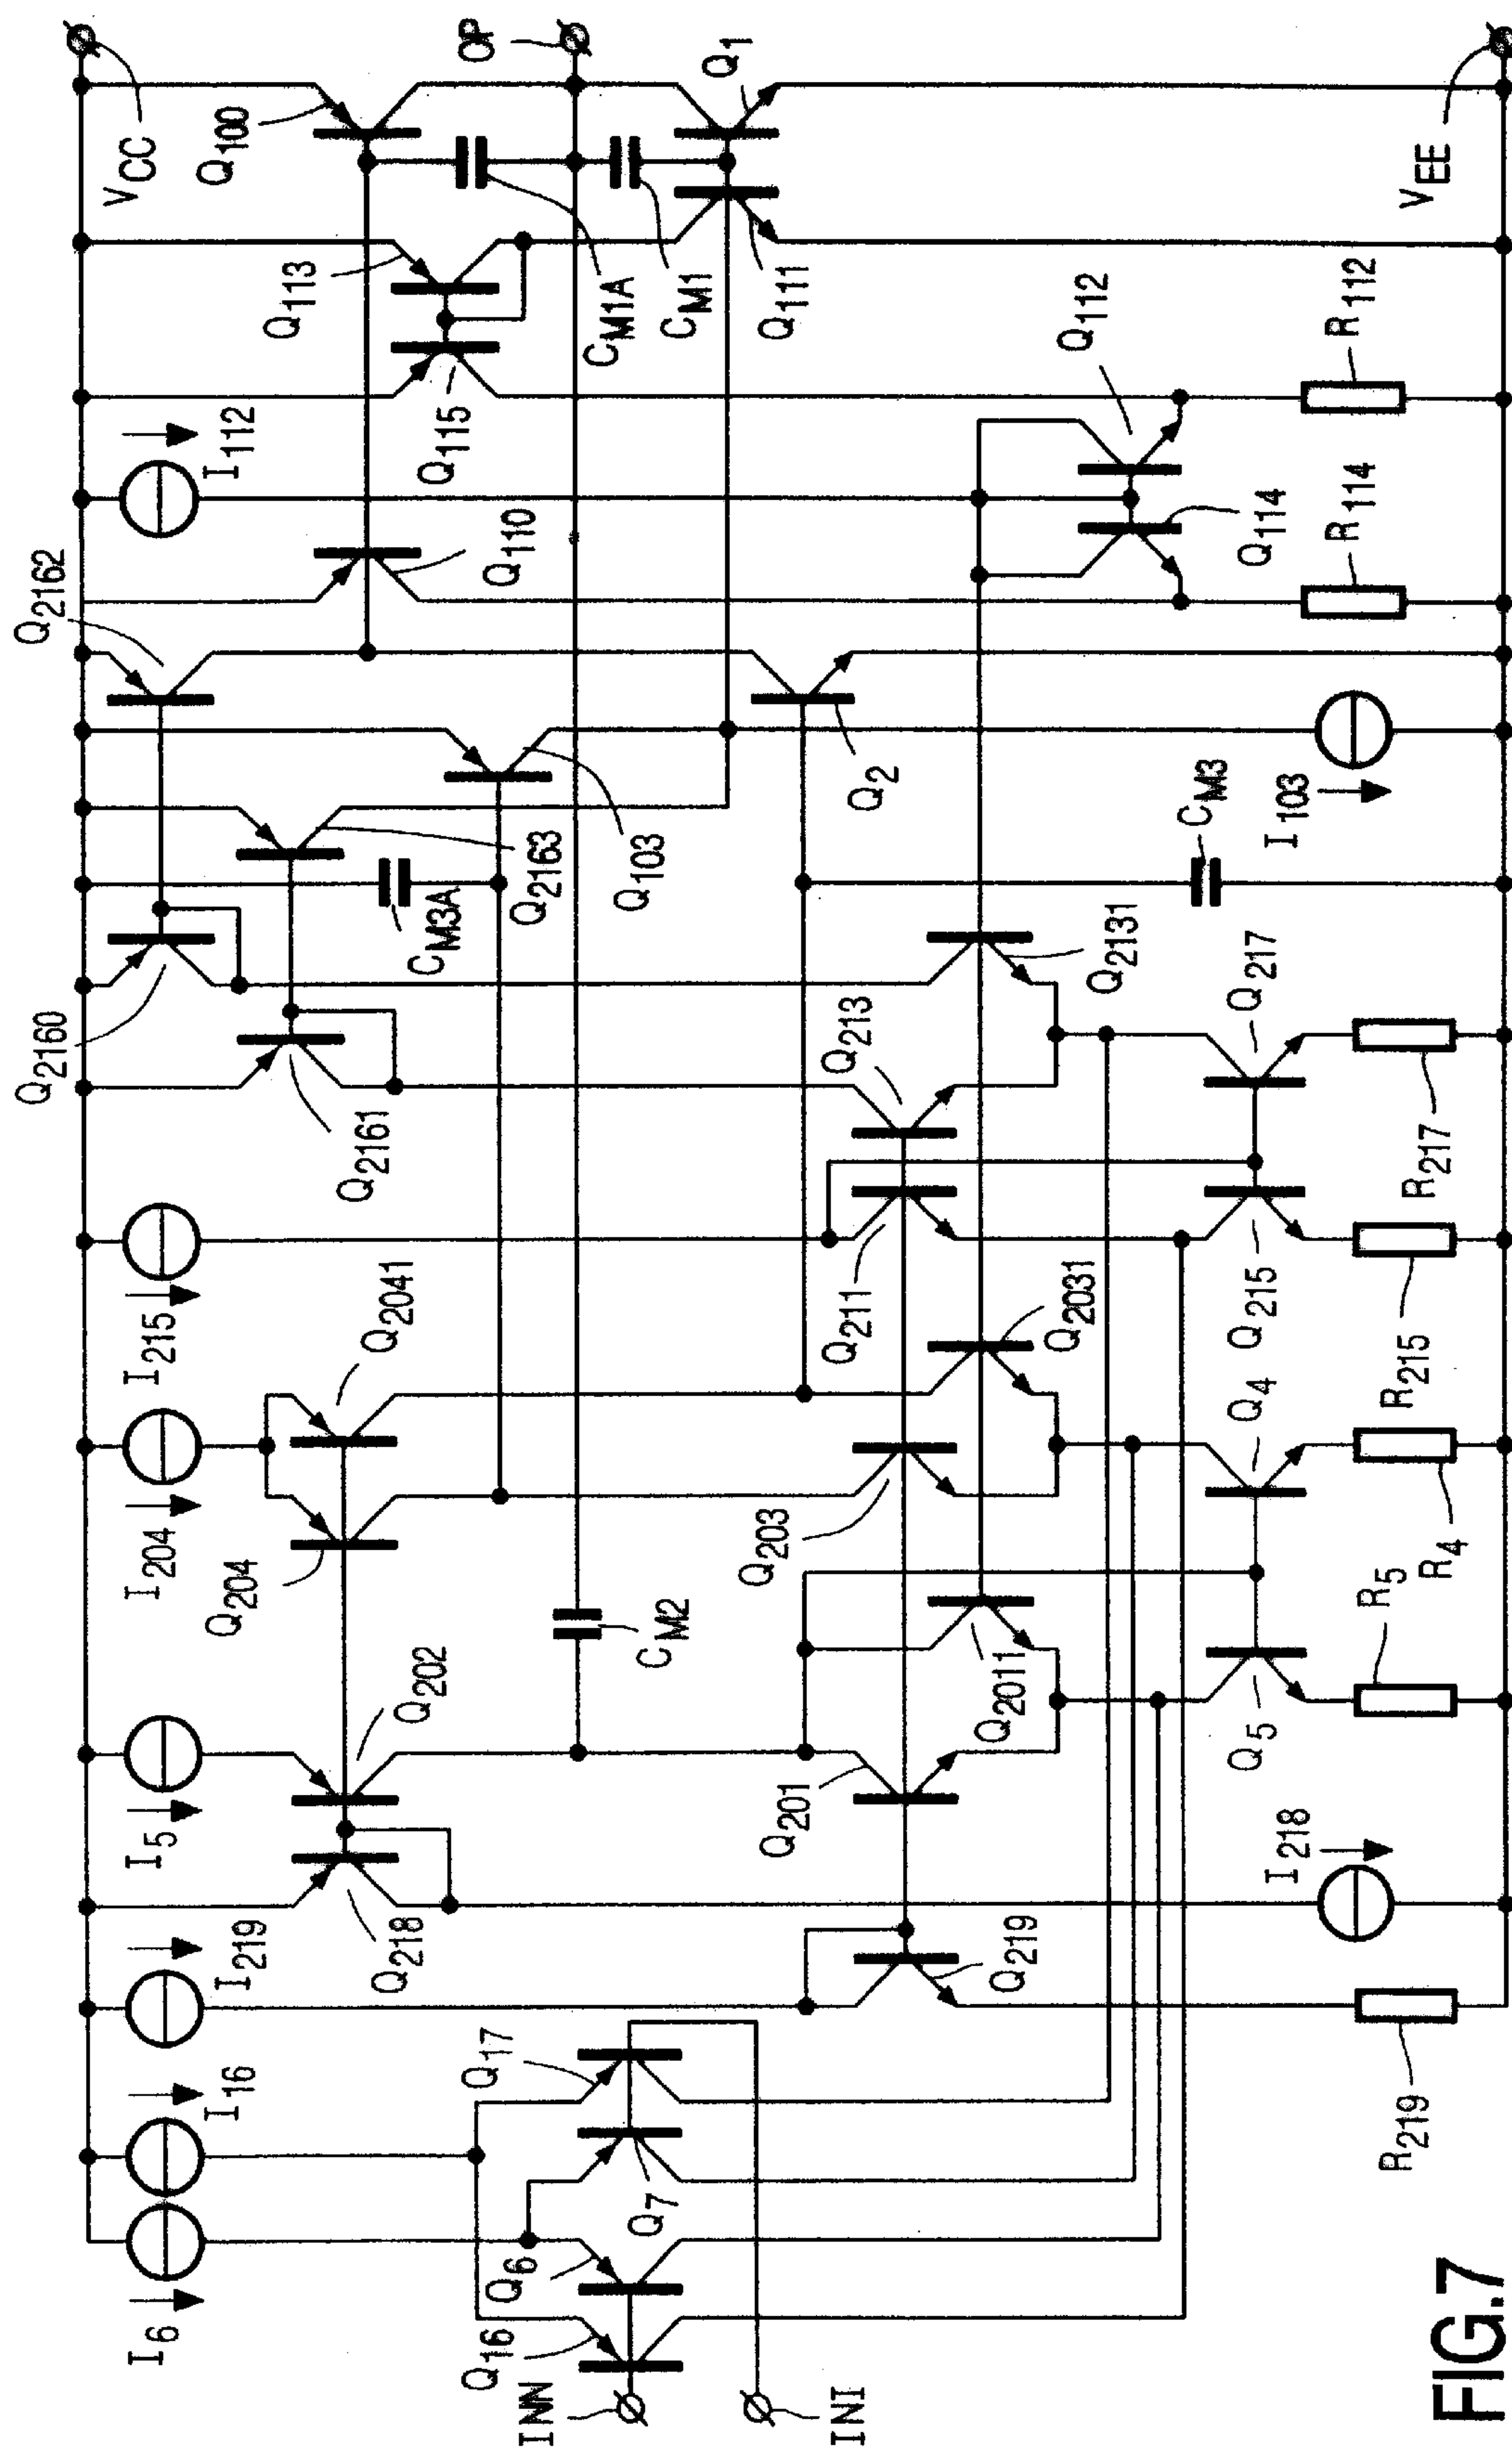 I6
I16
I219
I5
I204
I215
Q2160
Q2162
I112
VCC
Q100
OP
Q218
Q202
Q204
Q2041
Q2161
CM3A
Q2163
Q103
Q110
Q115
Q113
CM1A
CM1
Q1
Q111
INN
INI
Q16
Q6
Q7
Q17
CM2
Q219
Q201
Q2011
Q203
Q2031
Q211
Q213
Q2131
Q2
Q114
Q112
I218
Q5
Q4
Q215
Q217
CM3
I103
R219
R5
R4
R215
R217
R114
R112
VEE
FIG.7